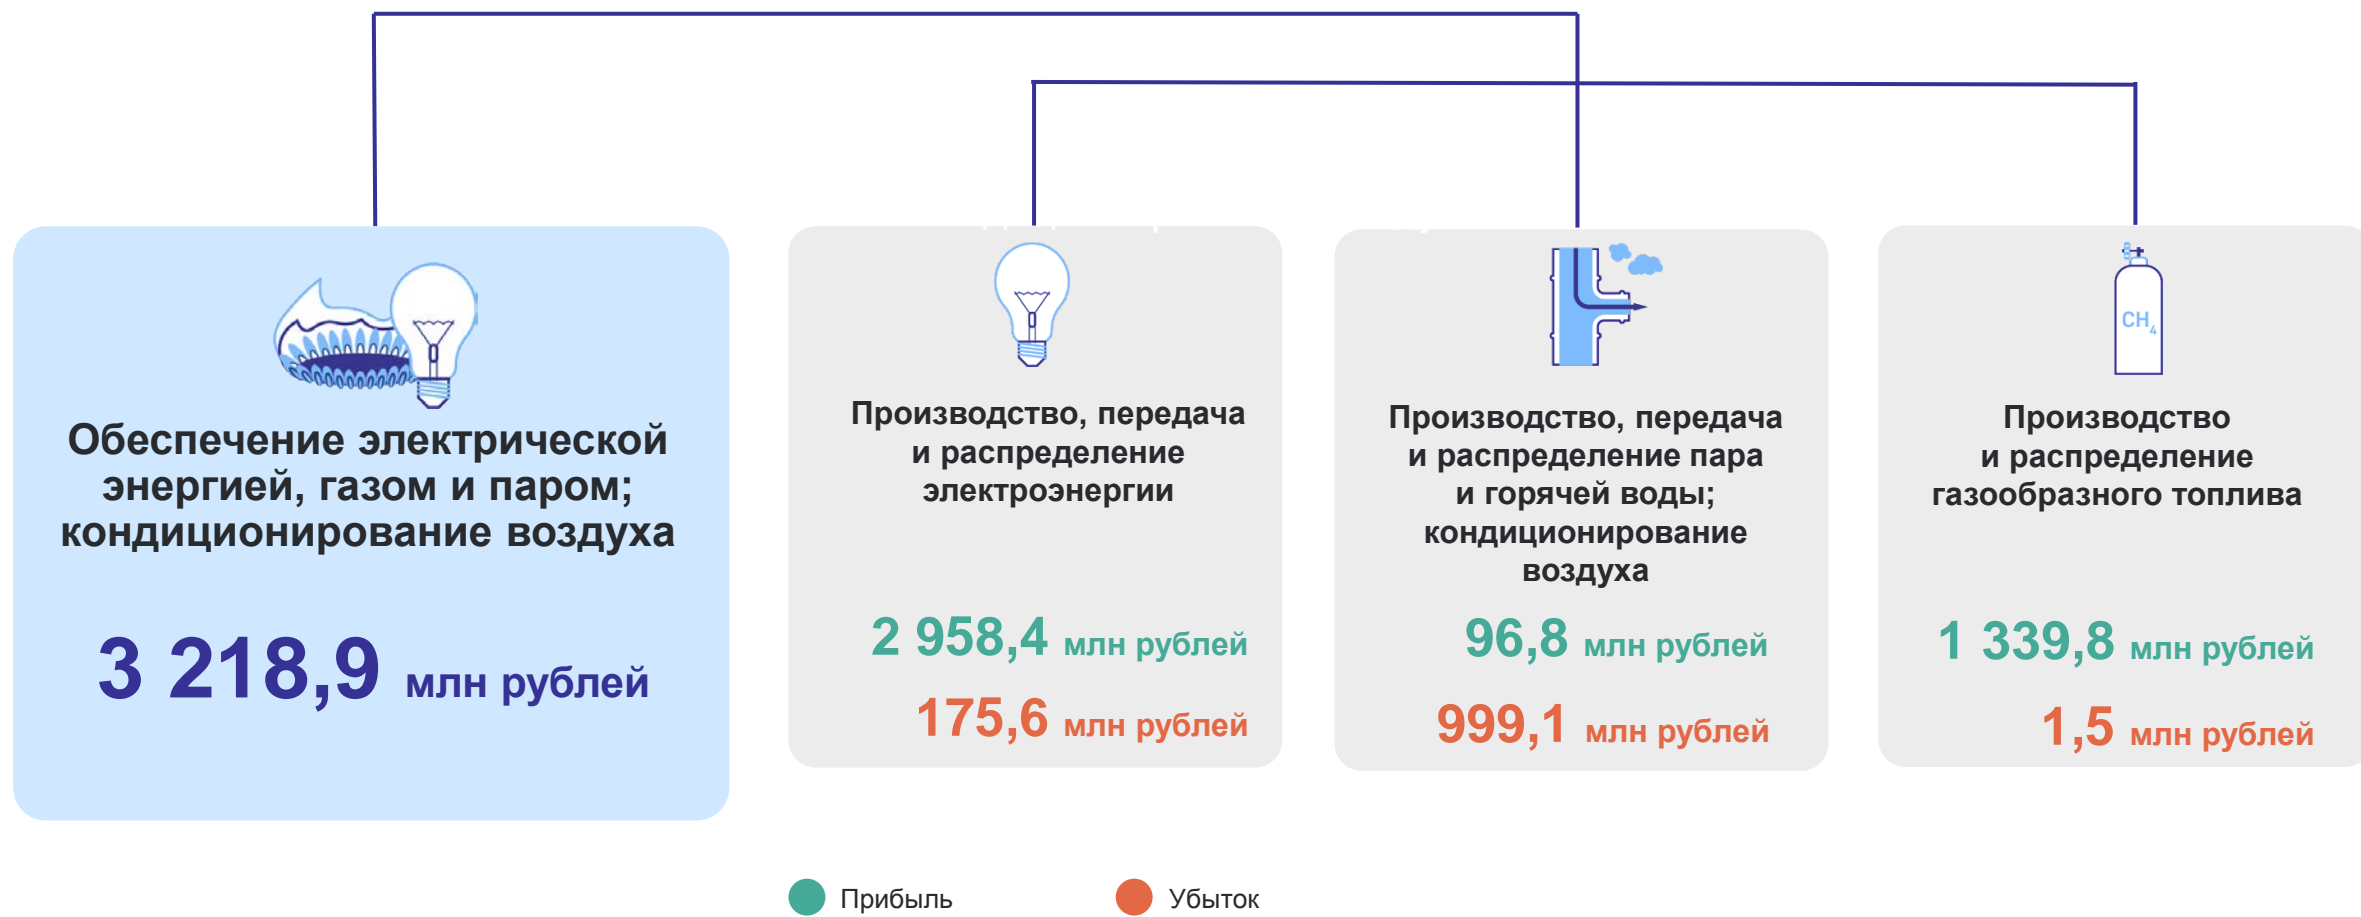 Обеспечение электрической
энергией, газом и паром;
кондиционирование воздуха
3 218,9 млн рублей
Производство, передача
и распределение
электроэнергии
2 958,4 млн рублей
175,6 млн рублей
Производство, передача
и распределение пара
и горячей воды;
кондиционирование
воздуха
96,8 млн рублей
999,1 млн рублей
CH4
Производство
и распределение
газообразного топлива
1 339,8 млн рублей
1,5 млн рублей
Прибыль
Убыток